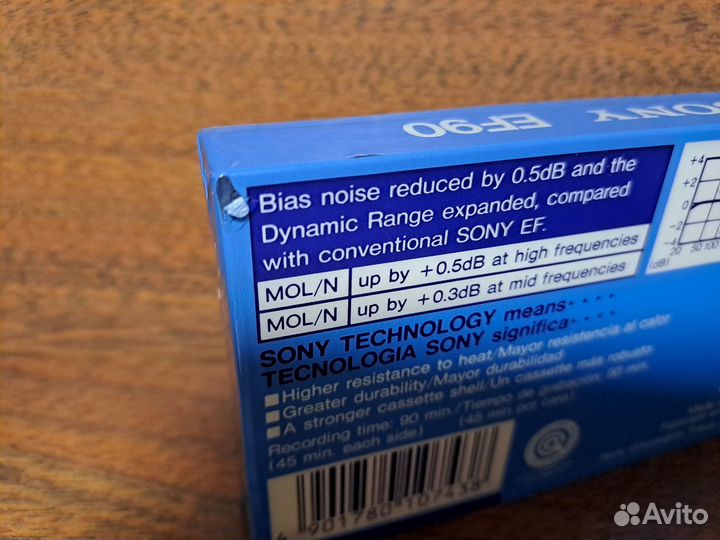 SONY EF90
Bias noise reduced by 0.5dB and the
Dynamic Range expanded, compared
with conventional SONY EF.
MOL/N up by +0.5dB at high frequencies
MOL/N up by +0.3dB at mid frequencies
SONY TECHNOLOGY means· · · ·
TECNOLOGIA SONY significa· · · ·
Higher resistance to heat/Mayor resistencia al calor
Greater durability/Mayor durabilidad
A stronger cassette shell/Un cassette más robusto
Recording time: 90 min./Tiempo de grabación: 90 min.
(45 min. each side) (45 min por cara)
4 901780 107438
+4
+2
0
−2
−4
(dB) 20 50 100
Avito